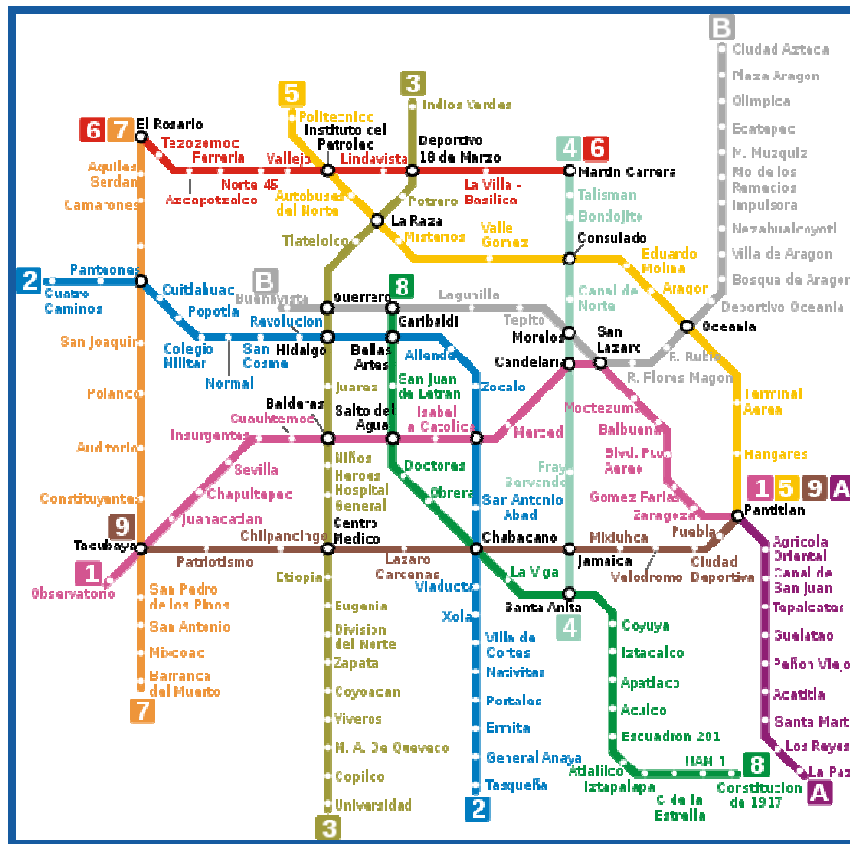 B
Ciudad Azteca
Plaza Aragon
Olimpica
Ecatepec
M. Muzquiz
Rio de los
Remedios
Impulsora
Nezahualcoyotl
Villa de Aragon
Bosque de Aragon
Deportivo Oceania
Oceania
R. Rubio
R. Flores Magon
San
Lazaro
Morelos
Tepito
Lagunilla
Garibaldi
Guerrero
Buenavista
B
3
Indios Verdes
Deportivo
18 de Marzo
Potrero
La Raza
Tlatelolco
Hidalgo
Juarez
Balderas
Niños
Heroes
Hospital
General
Centro
Medico
Etiopia
Eugenia
Division
del Norte
Zapata
Coyoacan
Viveros
M. A. De Quevedo
Copilco
Universidad
3
5
Politecnico
Instituto del
Petroleo
Autobuses
del Norte
Misterios
Valle
Gomez
Consulado
Eduardo
Molina
Aragon
Terminal
Aerea
Hangares
Pantitlan
1 5 9 A
6 7
El Rosario
Tezozomoc
Azcapotzalco
Ferreria
Norte 45
Vallejo
Lindavista
La Villa -
Basilica
Martin Carrera
4 6
Talisman
Bondojito
Canal de
Norte
Candelaria
Fray
Servando
Jamaica
Santa Anita
4
Aquiles
Serdan
Camarones
San Joaquin
Polanco
Auditorio
Constituyentes
Tacubaya
San Pedro
de los Pinos
San Antonio
Mixcoac
Barranca
del Muerto
7
2
Cuatro
Caminos
Panteones
Cuitlahuac
Popotla
Colegio
Militar
Normal
San
Cosme
Revolucion
Bellas
Artes
Allende
Zocalo
San Antonio
Abad
Chabacano
Viaducto
Xola
Villa de
Cortes
Nativitas
Portales
Ermita
General Anaya
Tasqueña
2
8
San Juan
de Letran
Salto del
Agua
Doctores
Obrera
La Viga
Coyuya
Iztacalco
Apatlaco
Aculco
Escuadron 201
Atlalilco
Iztapalapa
C de la
Estrella
UAM 1
Constitucion
de 1917
8
1
Observatorio
Juanacatlan
Chapultepec
Sevilla
Insurgentes
Cuauhtemoc
Isabel
a Catolica
Merced
Moctezuma
Balbuena
Blvd. Pto
Aereo
Gomez Farias
Zaragoza
9
Patriotismo
Chilpancingo
Lazaro
Carcenas
Mixiuhca
Velodromo
Ciudad
Deportiva
Puebla
Agricola
Oriental
Canal de
San Juan
Tepalcates
Guelatao
Peñon Viejo
Acatitla
Santa Mart
Los Reyes
La Paz
A